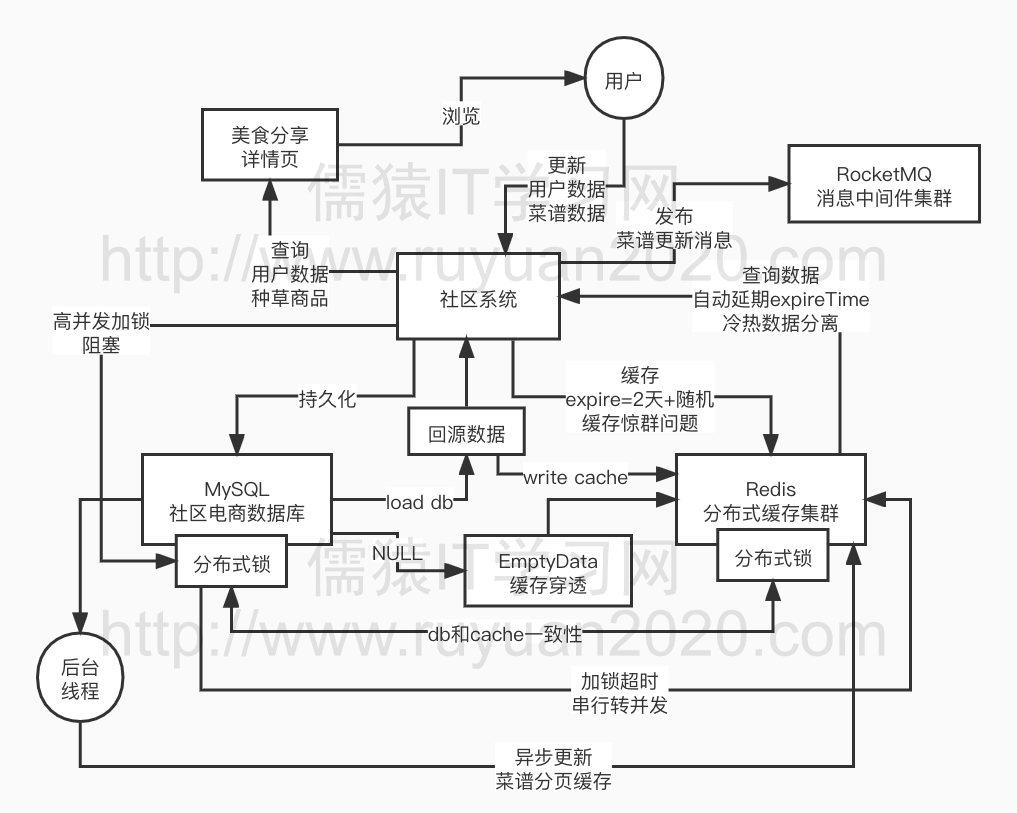 用户
浏览
美食分享
详情页
更新
用户数据
菜谱数据
RocketMQ
消息中间件集群
发布
菜谱更新消息
儒猿IT学习网
http://www.ruyuan2020.com
查询
用户数据
种草商品
社区系统
查询数据
自动延期expireTime
冷热数据分离
高并发加锁
阻塞
持久化
缓存
expire=2天+随机
缓存惊群问题
回源数据
write cache
load db
MySQL
社区电商数据库
分布式锁
NULL
EmptyData
缓存穿透
Redis
分布式缓存集群
分布式锁
儒猿IT学习网
http://www.ruyuan2020.com
db和cache一致性
后台
线程
加锁超时
串行转并发
异步更新
菜谱分页缓存